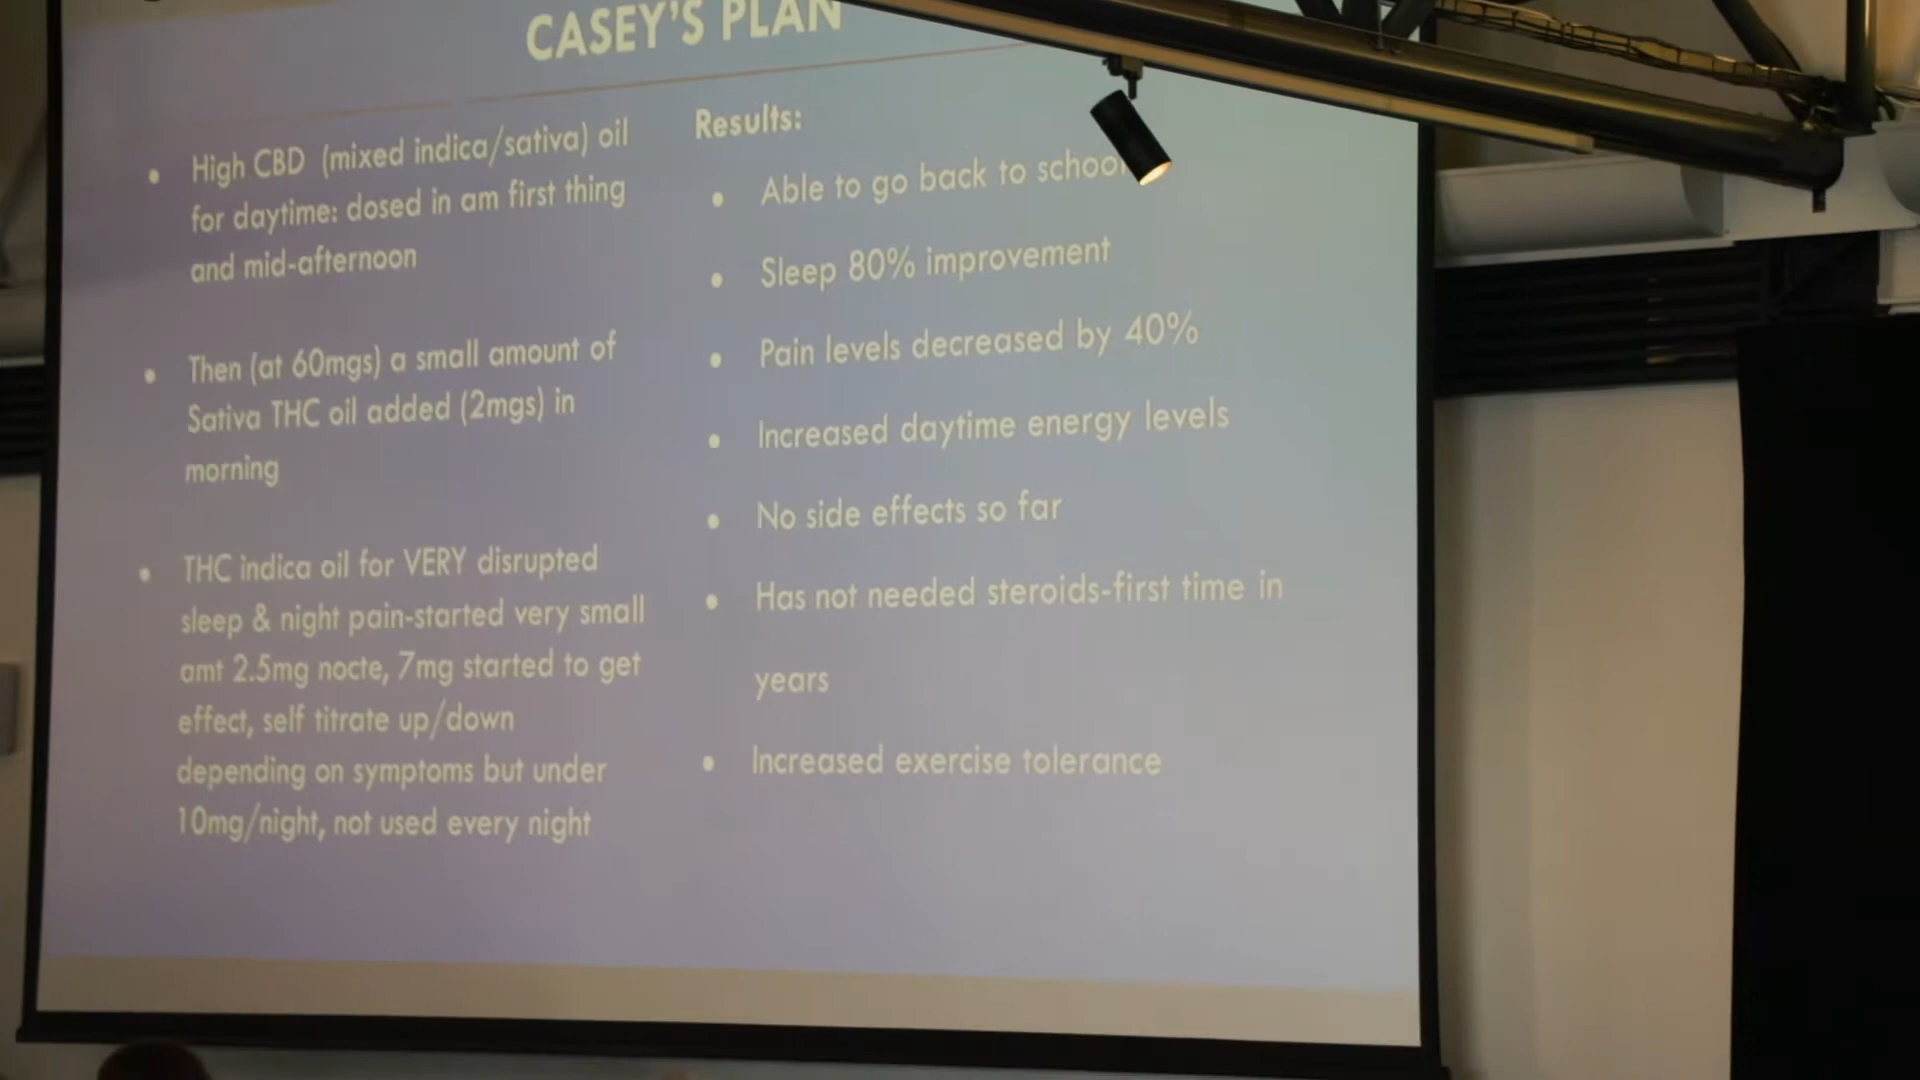 CASEY'S PLAN
High CBD (mixed indica/sativa) oil
for daytime: dosed in am first thing
and mid-afternoon
Then (at 60mgs) a small amount of
Sativa THC oil added (2mgs) in
morning
THC indica oil for VERY disrupted
sleep & night pain-started very small
amt 2.5mg nocte, 7mg started to get
effect, self titrate up/down
depending on symptoms but under
10mg/night, not used every night
Results:
Able to go back to school
Sleep 80% improvement
Pain levels decreased by 40%
Increased daytime energy levels
No side effects so far
Has not needed steroids-first time in
years
Increased exercise tolerance